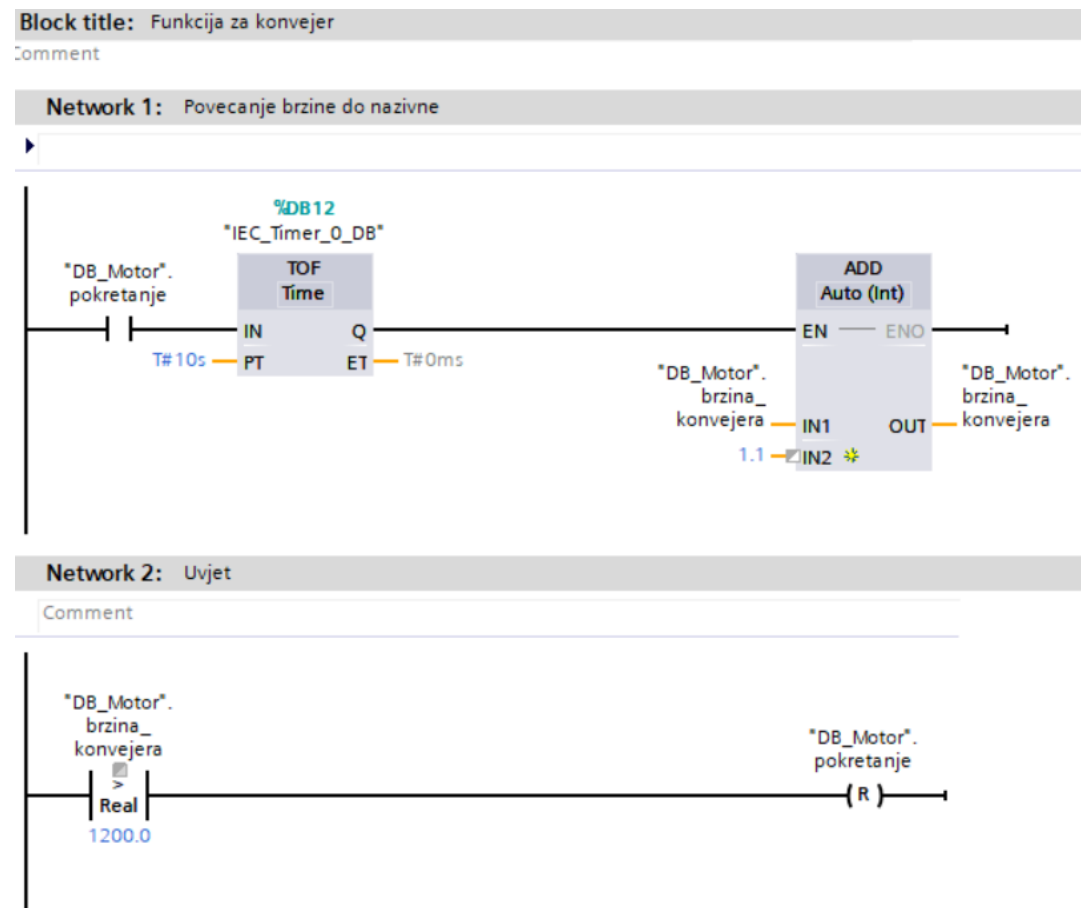 Block title: Funkcija za konvejer
Comment
Network 1: Povecanje brzine do nazivne
%DB12
"IEC_Timer_0_DB"
"DB_Motor".
pokretanje
TOF
Time
IN
Q
T#10s
PT
ET
T#0ms
ADD
Auto (Int)
EN
ENO
"DB_Motor".
brzina_
konvejera
IN1
OUT
"DB_Motor".
brzina_
konvejera
1.1
IN2
Network 2: Uvjet
Comment
"DB_Motor".
brzina_
konvejera
>
Real
1200.0
"DB_Motor".
pokretanje
R